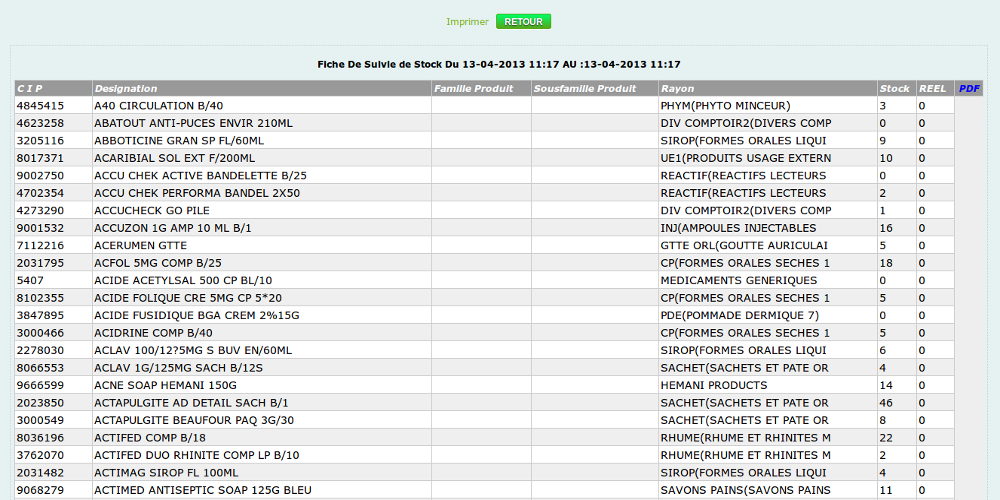 Imprimer RETOUR
Fiche De Suivie de Stock Du 13-04-2013 11:17 AU :13-04-2013 11:17
C I P Designation Famille Produit Sousfamille Produit Rayon Stock REEL PDF
4845415 A40 CIRCULATION B/40 PHYM(PHYTO MINCEUR) 3 0
4623258 ABATOUT ANTI-PUCES ENVIR 210ML DIV COMPTOIR2(DIVERS COMP 0 0
3205116 ABBOTICINE GRAN SP FL/60ML SIROP(FORMES ORALES LIQUI 9 0
8017371 ACARIBIAL SOL EXT F/200ML UE1(PRODUITS USAGE EXTERN 10 0
9002750 ACCU CHEK ACTIVE BANDELETTE B/25 REACTIF(REACTIFS LECTEURS 0 0
4702354 ACCU CHEK PERFORMA BANDEL 2X50 REACTIF(REACTIFS LECTEURS 2 0
4273290 ACCUCHECK GO PILE DIV COMPTOIR2(DIVERS COMP 1 0
9001532 ACCUZON 1G AMP 10 ML B/1 INJ(AMPOULES INJECTABLES 16 0
7112216 ACERUMEN GTTE GTTE ORL(GOUTTE AURICULAI 5 0
2031795 ACFOL 5MG COMP B/25 CP(FORMES ORALES SECHES 1 18 0
5407 ACIDE ACETYLSAL 500 CP BL/10 MEDICAMENTS GENERIQUES 0 0
8102355 ACIDE FOLIQUE CRE 5MG CP 5*20 CP(FORMES ORALES SECHES 1 5 0
3847895 ACIDE FUSIDIQUE BGA CREM 2%15G PDE(POMMADE DERMIQUE 7) 0 0
3000466 ACIDRINE COMP B/40 CP(FORMES ORALES SECHES 1 5 0
2278030 ACLAV 100/12?5MG S BUV EN/60ML SIROP(FORMES ORALES LIQUI 6 0
8066553 ACLAV 1G/125MG SACH B/12S SACHET(SACHETS ET PATE OR 4 0
9666599 ACNE SOAP HEMANI 150G HEMANI PRODUCTS 14 0
2023850 ACTAPULGITE AD DETAIL SACH B/1 SACHET(SACHETS ET PATE OR 46 0
3000549 ACTAPULGITE BEAUFOUR PAQ 3G/30 SACHET(SACHETS ET PATE OR 8 0
8036196 ACTIFED COMP B/18 RHUME(RHUME ET RHINITES M 22 0
3762070 ACTIFED DUO RHINITE COMP LP B/10 RHUME(RHUME ET RHINITES M 2 0
2031482 ACTIMAG SIROP FL 100ML SIROP(FORMES ORALES LIQUI 4 0
9068279 ACTIMED ANTISEPTIC SOAP 125G BLEU SAVONS PAINS(SAVONS PAINS 11 0